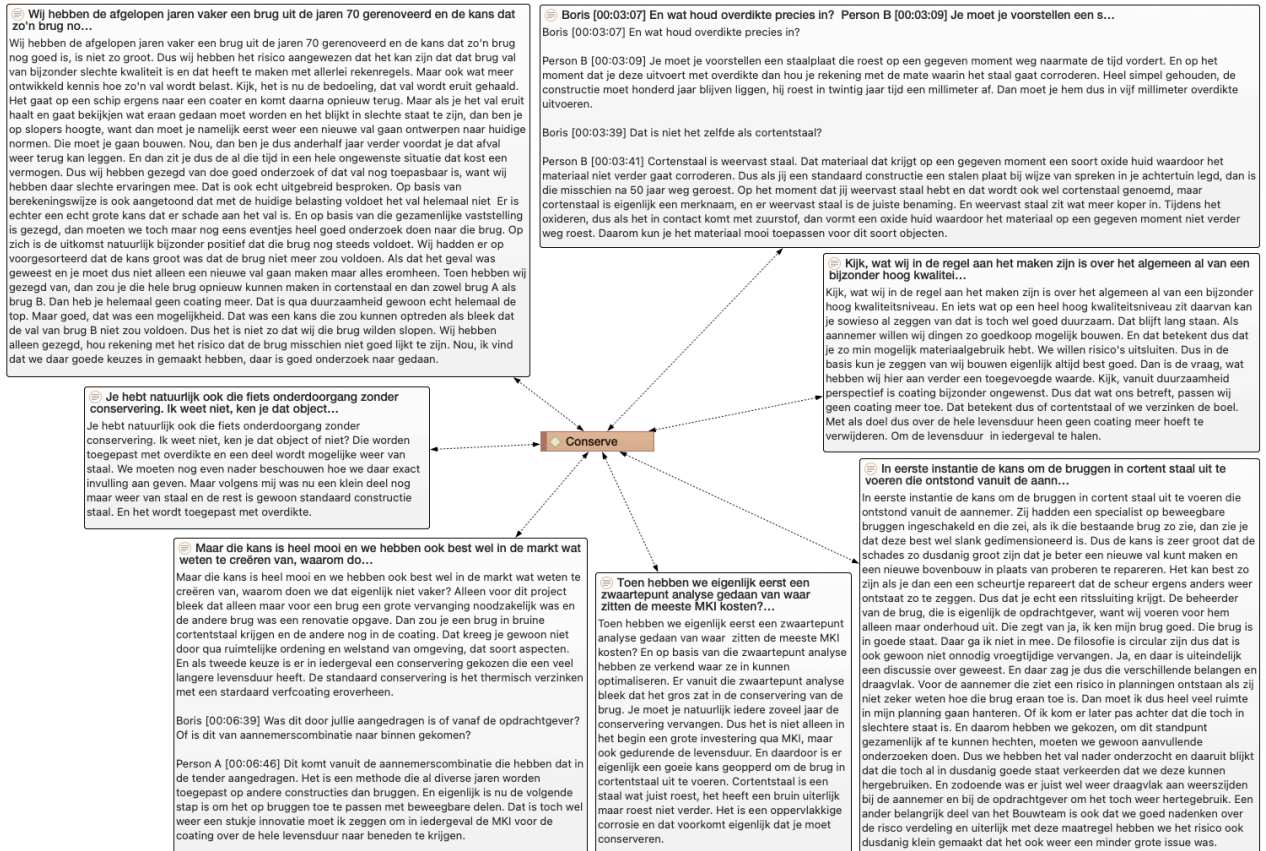 Wij hebben de afgelopen jaren vaker een brug uit de jaren 70 gerenoveerd en de kans dat
zo'n brug no...
Wij hebben de afgelopen jaren vaker een brug uit de jaren 70 gerenoveerd en de kans dat zo'n brug
nog goed is, is niet zo groot. Dus wij hebben het risico aangewezen dat het kan zijn dat dat brug val
van bijzonder slechte kwaliteit is en dat heeft te maken met allerlei rekenregels. Maar ook wat meer
ontwikkeld kennis hoe zo'n val wordt belast. Kijk, het is nu de bedoeling, dat val wordt eruit gehaald.
Het gaat op een schip ergens naar een coater en komt daarna opnieuw terug. Maar als je het val eruit
haalt en gaat bekijkjen wat eraan gedaan moet worden en het blijkt in slechte staat te zijn, dan ben je
op slopers hoogte, want dan moet je namelijk eerst weer een nieuwe val gaan ontwerpen naar huidige
normen. Die moet je gaan bouwen. Nou, dan ben je dus anderhalf jaar verder voordat je dat afval
weer terug kan leggen. En dan zit je dus de al die tijd in een hele ongewenste situatie dat kost een
vermogen. Dus wij hebben gezegd van doe goed onderzoek of dat val nog toepasbaar is, want wij
hebben daar slechte ervaringen mee. Dat is ook echt uitgebreid besproken. Op basis van
berekeningswijze is ook aangetoond dat met de huidige belasting voldoet het val helemaal niet  Er is
echter een echt grote kans dat er schade aan het val is. En op basis van die gezamenlijke vaststelling
is gezegd, dan moeten we toch maar nog eens eventjes heel goed onderzoek doen naar die brug. Op
zich is de uitkomst natuurlijk bijzonder positief dat die brug nog steeds voldoet. Wij hadden er op
voorgesorteerd dat de kans groot was dat de brug niet meer zou voldoen. Als dat het geval was
geweest en je moet dus niet alleen een nieuwe val gaan maken maar alles eromheen. Toen hebben wij
gezegd van, dan zou je die hele brug opnieuw kunnen maken in cortenstaal en dan zowel brug A als
brug B. Dan heb je helemaal geen coating meer. Dat is qua duurzaamheid gewoon echt helemaal de
top. Maar goed, dat was een mogelijkheid. Dat was een kans die zou kunnen optreden als bleek dat
de val van brug B niet zou voldoen. Dus het is niet zo dat wij die brug wilden slopen. Wij hebben
alleen gezegd, hou rekening met het risico dat de brug misschien niet goed lijkt te zijn. Nou, ik vind
dat we daar goede keuzes in gemaakt hebben, daar is goed onderzoek naar gedaan.
Boris [00:03:07] En wat houd overdikte precies in?  Person B [00:03:09] Je moet je voorstellen een s...
Boris [00:03:07] En wat houd overdikte precies in?
Person B [00:03:09] Je moet je voorstellen een staalplaat die roest op een gegeven moment weg naarmate de tijd vordert. En op het
moment dat je deze uitvoert met overdikte dan hou je rekening met de mate waarin het staal gaat corroderen. Heel simpel gehouden, de
constructie moet honderd jaar blijven liggen, hij roest in twintig jaar tijd een millimeter af. Dan moet je hem dus in vijf millimeter overdikte
uitvoeren.
Boris [00:03:39] Dat is niet het zelfde als cortentstaal?
Person B [00:03:41] Cortenstaal is weervast staal. Dat materiaal dat krijgt op een gegeven moment een soort oxide huid waardoor het
materiaal niet verder gaat corroderen. Dus als jij een standaard constructie een stalen plaat bij wijze van spreken in je achtertuin legd, dan is
die misschien na 50 jaar weg geroest. Op het moment dat jij weervast staal hebt en dat wordt ook wel cortenstaal genoemd, maar
cortenstaal is eigenlijk een merknaam, en er weervast staal is de juiste benaming. En weervast staal zit wat meer koper in. Tijdens het
oxideren, dus als het in contact komt met zuurstof, dan vormt een oxide huid waardoor het materiaal op een gegeven moment niet verder
weg roest. Daarom kun je het materiaal mooi toepassen voor dit soort objecten.
Kijk, wat wij in de regel aan het maken zijn is over het algemeen al van een
bijzonder hoog kwalitei...
Kijk, wat wij in de regel aan het maken zijn is over het algemeen al van een bijzonder
hoog kwaliteitsniveau. En iets wat op een heel hoog kwaliteitsniveau zit daarvan kan
je sowieso al zeggen van dat is toch wel goed duurzaam. Dat blijft lang staan. Als
aannemer willen wij dingen zo goedkoop mogelijk bouwen. En dat betekent dus dat
je zo min mogelijk materiaalgebruik hebt. We willen risico's uitsluiten. Dus in de
basis kun je zeggen van wij bouwen eigenlijk altijd best goed. Dan is de vraag, wat
hebben wij hier aan verder een toegevoegde waarde. Kijk, vanuit duurzaamheid
perspectief is coating bijzonder ongewenst. Dus dat wat ons betreft, passen wij
geen coating meer toe. Dat betekent dus of cortenstaal of we verzinken de boel.
Met als doel dus over de hele levensduur heen geen coating meer hoeft te
verwijderen. Om de levensduur  in iedergeval te halen.
Je hebt natuurlijk ook die fiets onderdoorgang zonder
conservering. Ik weet niet, ken je dat object...
Je hebt natuurlijk ook die fiets onderdoorgang zonder
conservering. Ik weet niet, ken je dat object of niet? Die worden
toegepast met overdikte en een deel wordt mogelijke weer van
staal. We moeten nog even nader beschouwen hoe we daar exact
invulling aan geven. Maar volgens mij was nu een klein deel nog
maar weer van staal en de rest is gewoon standaard constructie
staal. En het wordt toegepast met overdikte.
Conserve
Maar die kans is heel mooi en we hebben ook best wel in de markt wat
weten te creëren van, waarom do...
Maar die kans is heel mooi en we hebben ook best wel in de markt wat weten te
creëren van, waarom doen we dat eigenlijk niet vaker? Alleen voor dit project
bleek dat alleen maar voor een brug een grote vervanging noodzakelijk was en
de andere brug was een renovatie opgave. Dan zou je een brug in bruine
cortentstaal krijgen en de andere nog in de coating. Dat kreeg je gewoon niet
door qua ruimtelijke ordening en welstand van omgeving, dat soort aspecten.
En als tweede keuze is er in iedergeval een conservering gekozen die een veel
langere levensduur heeft. De standaard conservering is het thermisch verzinken
met een stardaard verfcoating eroverheen.
Boris [00:06:39] Was dit door jullie aangedragen is of vanaf de opdrachtgever?
Of is dit van aannemerscombinatie naar binnen gekomen?
Person A [00:06:46] Dit komt vanuit de aannemerscombinatie die hebben dat in
de tender aangedragen. Het is een methode die al diverse jaren worden
toegepast op andere constructies dan bruggen. En eigenlijk is nu de volgende
stap is om het op bruggen toe te passen met beweegbare delen. Dat is toch wel
weer een stukje innovatie moet ik zeggen om in iedergeval de MKI voor de
coating over de hele levensduur naar beneden te krijgen.
Toen hebben we eigenlijk eerst een
zwaartepunt analyse gedaan van waar
zitten de meeste MKI kosten?...
Toen hebben we eigenlijk eerst een zwaartepunt
analyse gedaan van waar  zitten de meeste MKI
kosten? En op basis van die zwaartepunt analyse
hebben ze verkend waar ze in kunnen
optimaliseren. Er vanuit die zwaartepunt analyse
bleek dat het gros zat in de conservering van de
brug. Je moet je natuurlijk iedere zoveel jaar de
conservering vervangen. Dus het is niet alleen in
het begin een grote investering qua MKI, maar
ook gedurende de levensduur. En daardoor is er
eigenlijk een goeie kans geopperd om de brug in
cortentstaal uit te voeren. Cortentstaal is een
staal wat juist roest, het heeft een bruin uiterlijk
maar roest niet verder. Het is een oppervlakkige
corrosie en dat voorkomt eigenlijk dat je moet
conserveren.
In eerste instantie de kans om de bruggen in cortent staal uit te
voeren die ontstond vanuit de aann...
In eerste instantie de kans om de bruggen in cortent staal uit te voeren die
ontstond vanuit de aannemer. Zij hadden een specialist op beweegbare
bruggen ingeschakeld en die zei, als ik die bestaande brug zo zie, dan zie je
dat deze best wel slank gedimensioneerd is. Dus de kans is zeer groot dat de
schades zo dusdanig groot zijn dat je beter een nieuwe val kunt maken en
een nieuwe bovenbouw in plaats van proberen te repareren. Het kan best zo
zijn als je dan een een scheurtje repareert dat de scheur ergens anders weer
ontstaat zo te zeggen. Dus dat je echt een ritssluiting krijgt. De beheerder
van de brug, die is eigenlijk de opdrachtgever, want wij voeren voor hem
alleen maar onderhoud uit. Die zegt van ja, ik ken mijn brug goed. Die brug is
in goede staat. Daar ga ik niet in mee. De filosofie is circulair zijn dus dat is
ook gewoon niet onnodig vroegtijdige vervangen. Ja, en daar is uiteindelijk
een discussie over geweest. En daar zag je dus die verschillende belangen en
draagvlak. Voor de aannemer die ziet een risico in planningen ontstaan als zij
niet zeker weten hoe die brug eraan toe is. Dan moet ik dus heel veel ruimte
in mijn planning gaan hanteren. Of ik kom er later pas achter dat die toch in
slechtere staat is. En daarom hebben we gekozen, om dit standpunt
gezamenlijk af te kunnen hechten, moeten we gewoon aanvullende
onderzoeken doen. Dus we hebben het val nader onderzocht en daaruit blijkt
dat die toch al in dusdanig goede staat verkeerden dat we deze kunnen
hergebruiken. En zodoende was er juist wel weer draagvlak aan weerszijden
bij de aannemer en bij de opdrachtgever om het toch weer hertegebruik. Een
ander belangrijk deel van het Bouwteam is ook dat we goed nadenken over
de risco verdeling en uiterlijk met deze maatregel hebben we het risico ook
dusdanig klein gemaakt dat het ook weer een minder grote issue was.